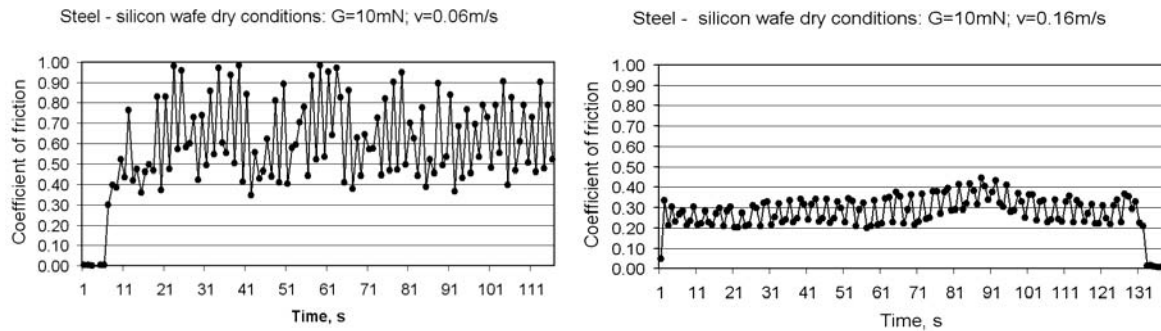 Steel - silicon wafe dry conditions: G=10mN; v=0.06m/s
Coefficient of friction
1.00
0.90
0.80
0.70
0.60
0.50
0.40
0.30
0.20
0.10
0.00
1 11 21 31 41 51 61 71 81 91 101 111
Time, s
Steel - silicon wafe dry conditions: G=10mN; v=0.16m/s
Coefficient of friction
1.00
0.90
0.80
0.70
0.60
0.50
0.40
0.30
0.20
0.10
0.00
1 11 21 31 41 51 61 71 81 91 101 111 121 131
Time, s